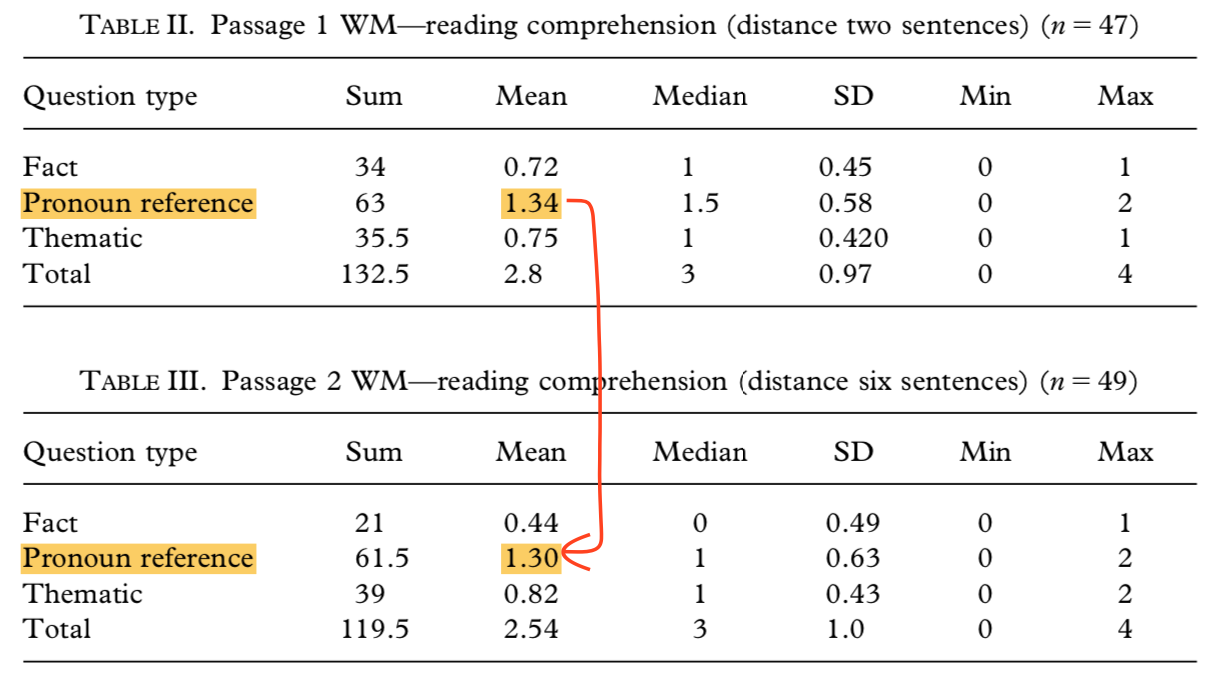 TABLE II. Passage 1 WM—reading comprehension (distance two sentences) (n = 47)
Question type Sum Mean Median SD Min Max
Fact 34 0.72 1 0.45 0 1
Pronoun reference 63 1.34 1.5 0.58 0 2
Thematic 35.5 0.75 1 0.420 0 1
Total 132.5 2.8 3 0.97 0 4
TABLE III. Passage 2 WM—reading comprehension (distance six sentences) (n = 49)
Question type Sum Mean Median SD Min Max
Fact 21 0.44 0 0.49 0 1
Pronoun reference 61.5 1.30 1 0.63 0 2
Thematic 39 0.82 1 0.43 0 2
Total 119.5 2.54 3 1.0 0 4